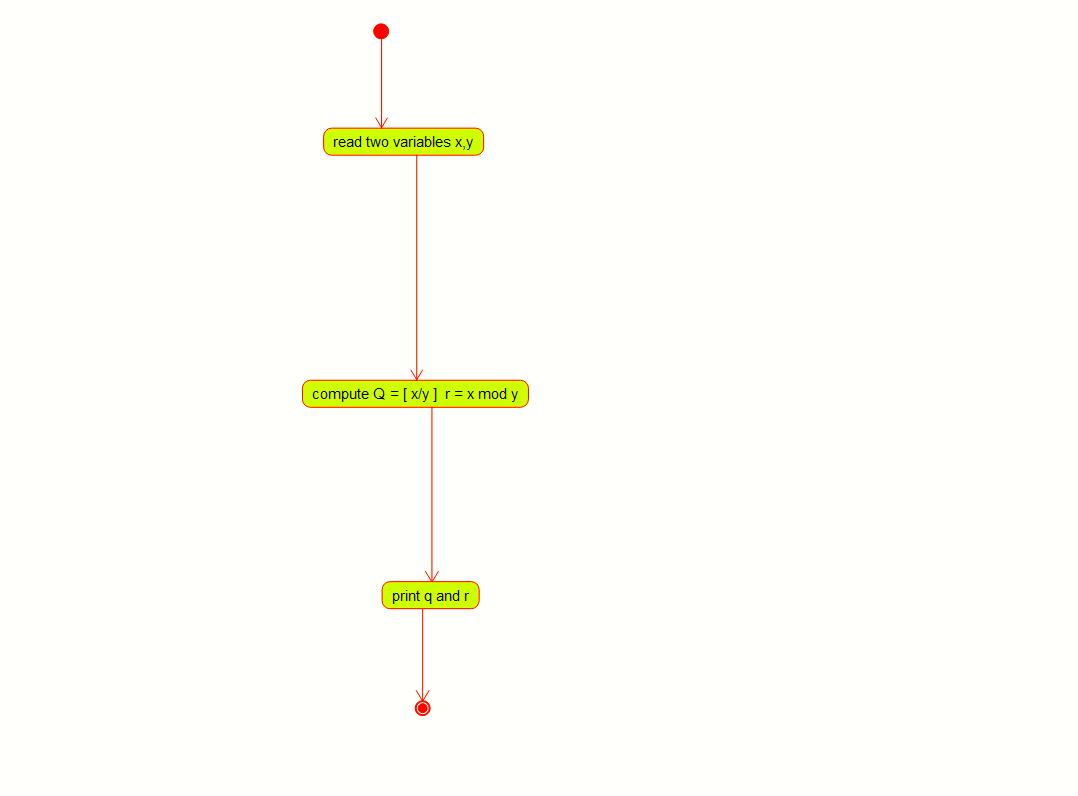 read two variables x,y
compute Q = [ x/y ]  r = x mod y
print q and r